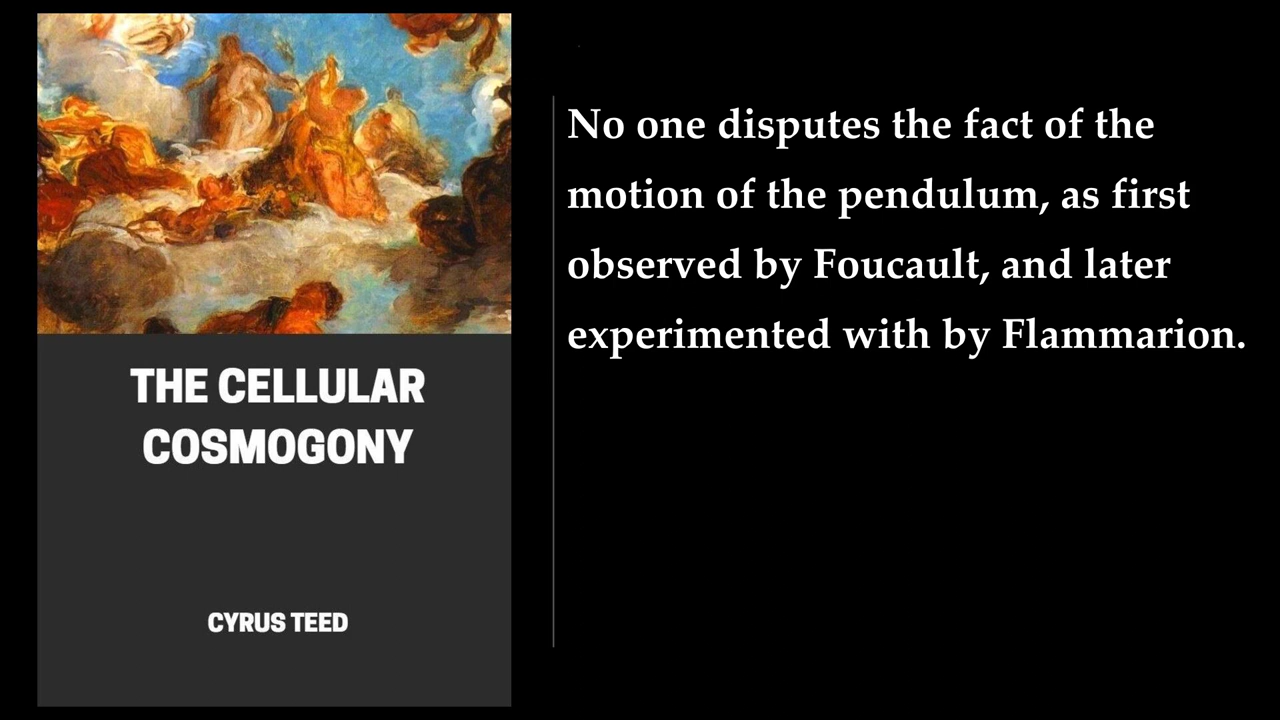 THE CELLULAR
COSMOGONY
CYRUS TEED
No one disputes the fact of the
motion of the pendulum, as first
observed by Foucault, and later
experimented with by Flammarion.